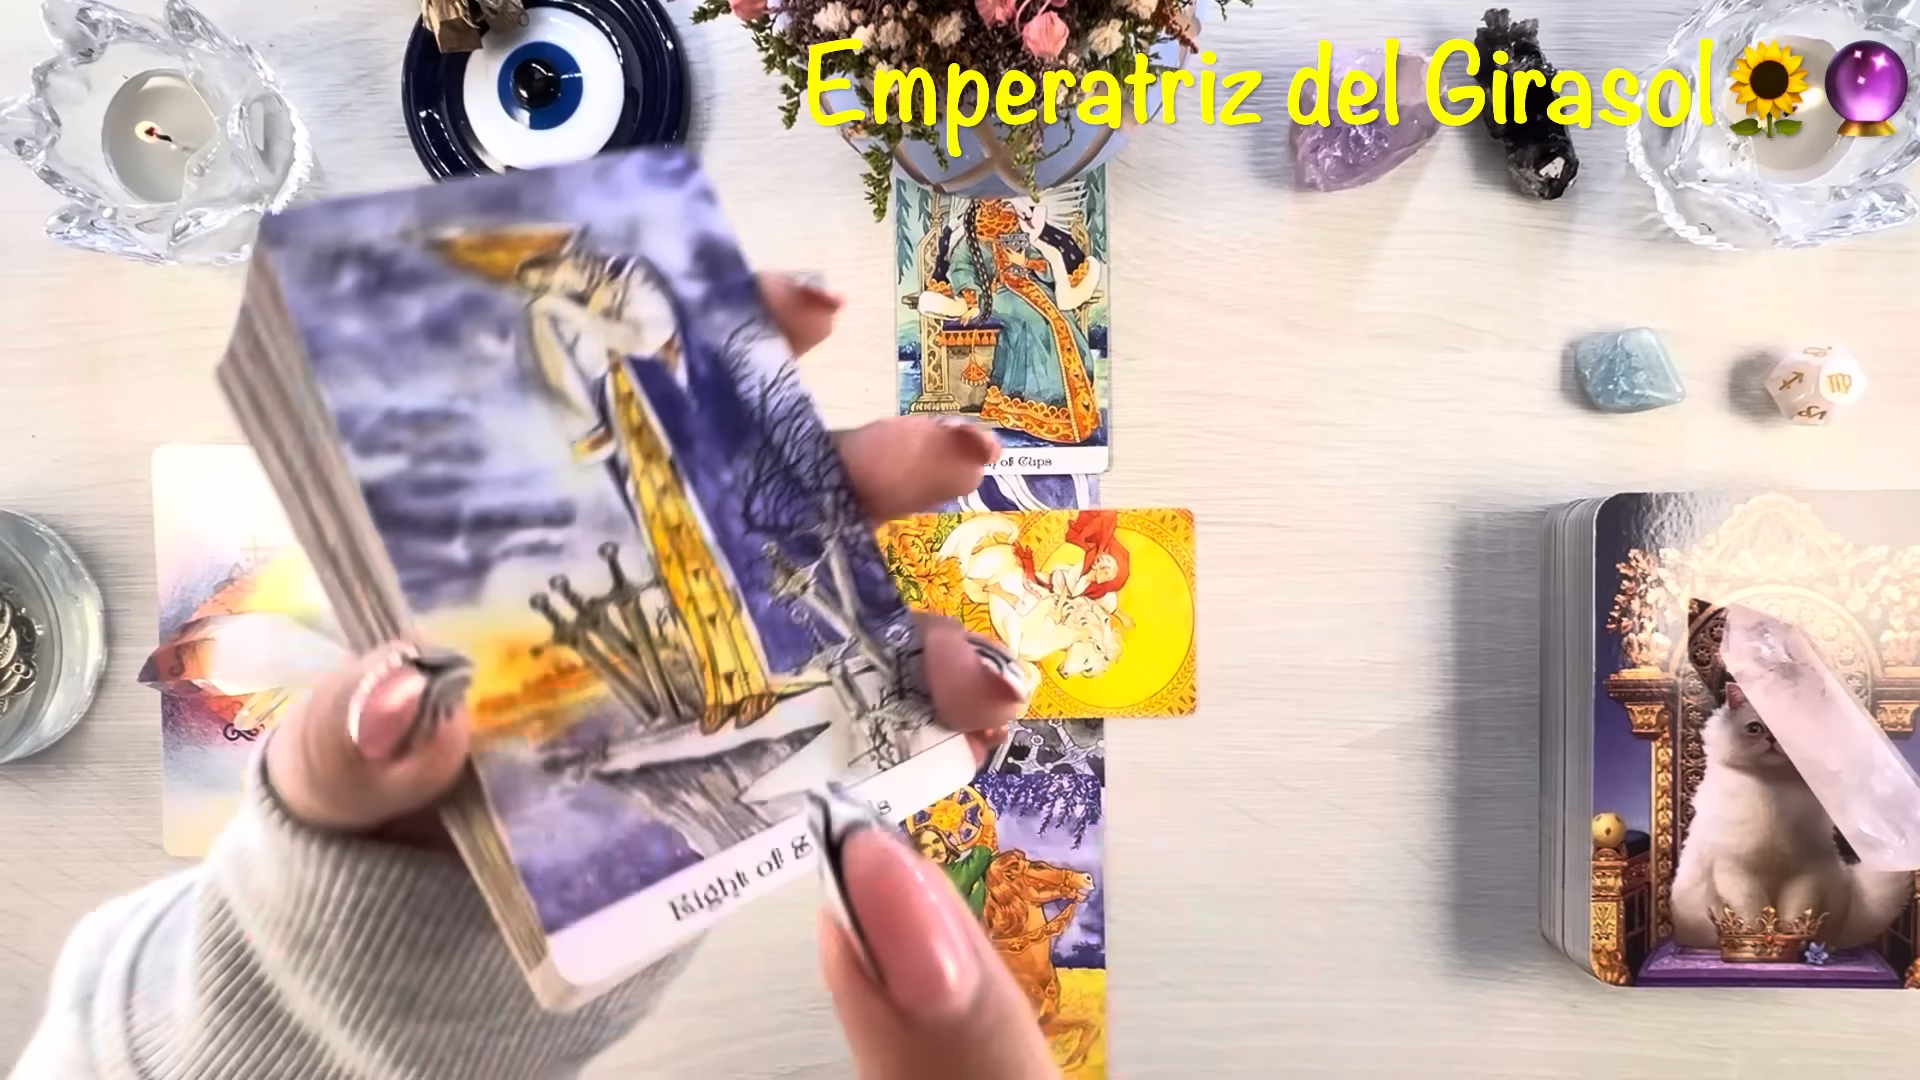 Emperatriz del Girasol
of Cups
Eight of S